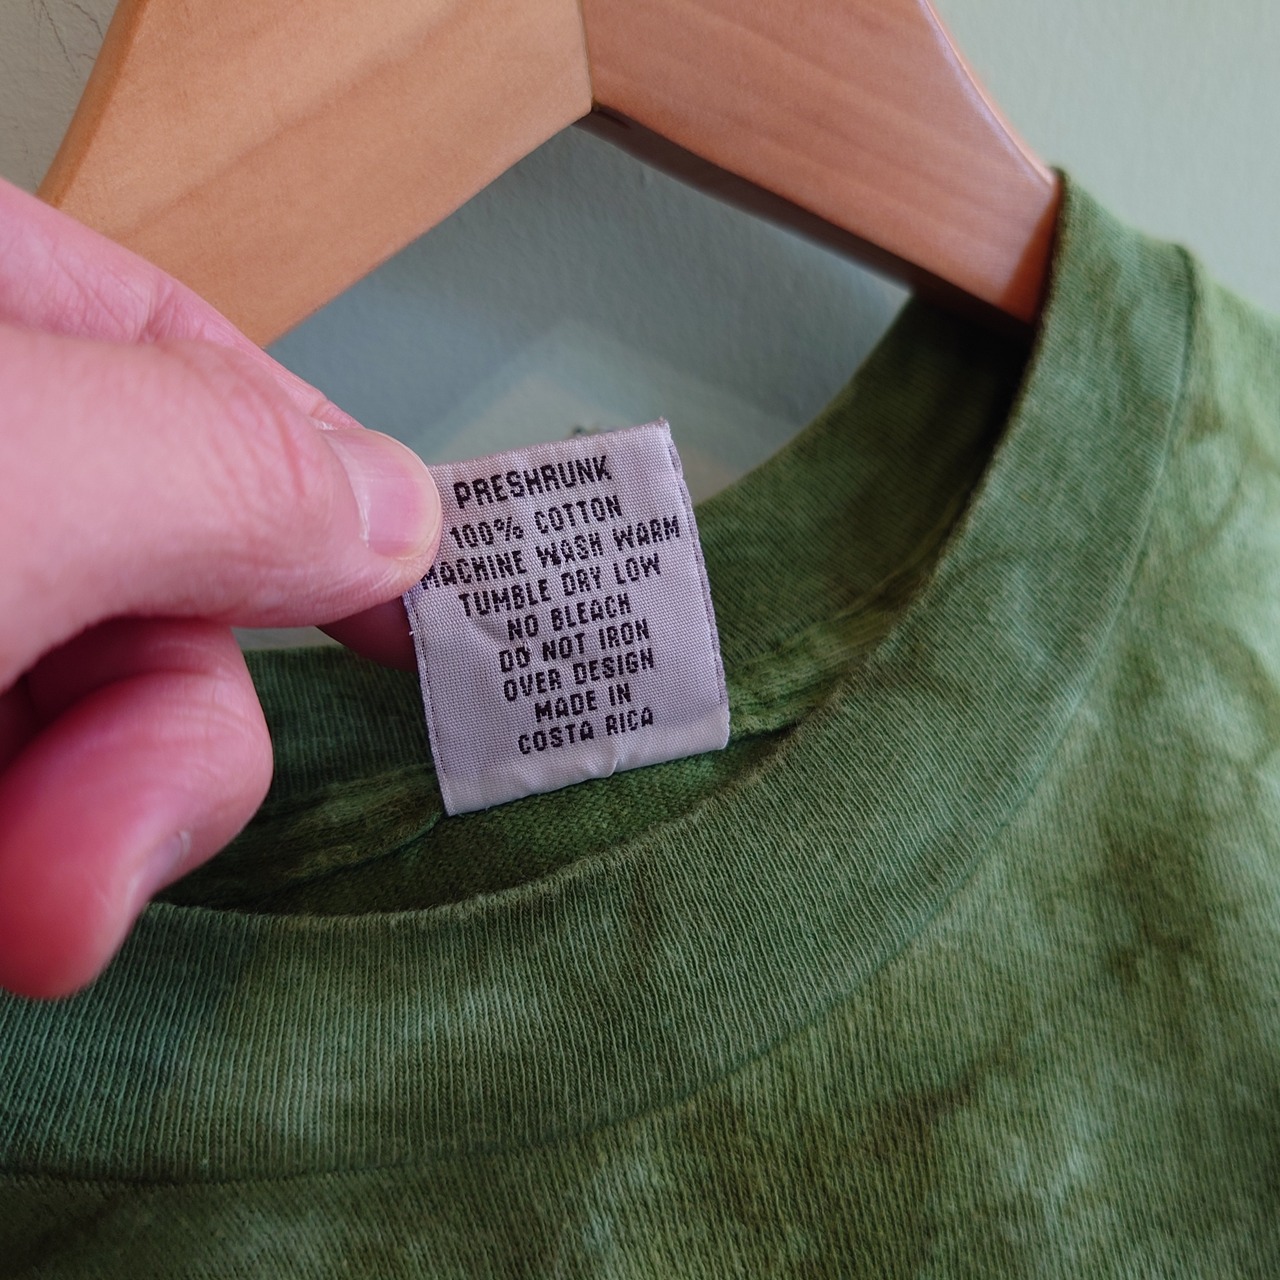 PRESHRUNK
100% COTTON
MACHINE WASH WARM
TUMBLE DRY LOW
NO BLEACH
DO NOT IRON
OVER DESIGN
MADE IN
COSTA RICA